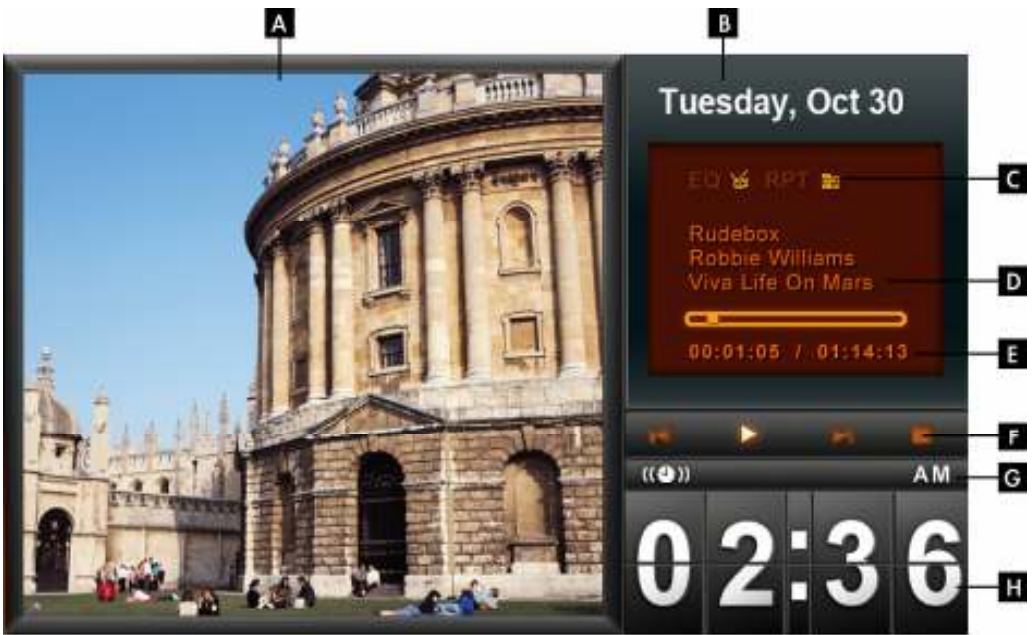 A
B
Tuesday, Oct 30
EQ RPT
C
Rudebox
Robbie Williams
Viva Life On Mars
D
00:01:05 / 01:14:13
E
F
AM
G
02:36
H